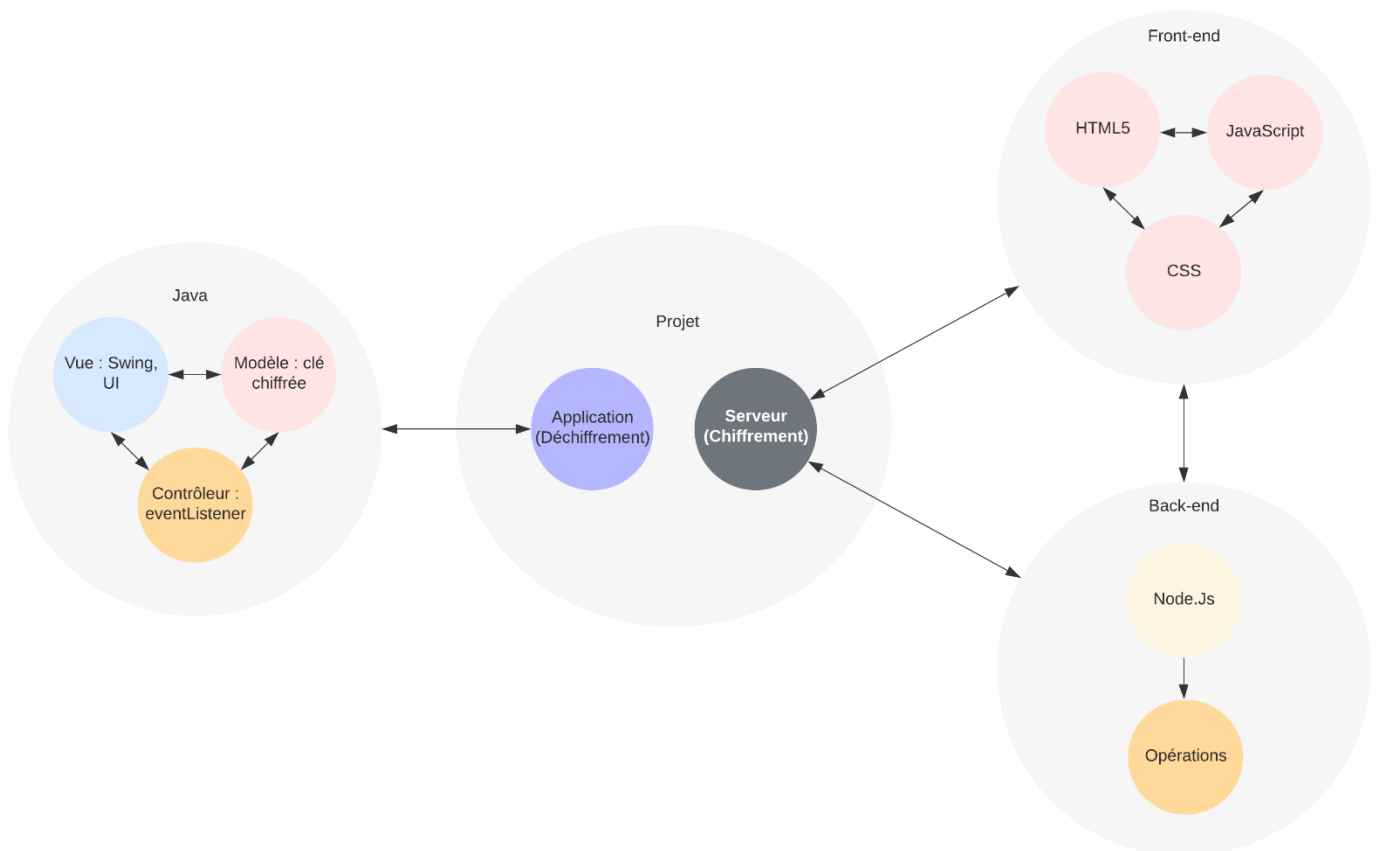 Front-end
HTML5
JavaScript
CSS
Java
Vue : Swing,
UI
Modèle : clé
chiffrée
Contrôleur :
eventListener
Projet
Application
(Déchiffrement)
Serveur
(Chiffrement)
Back-end
Node.Js
Opérations